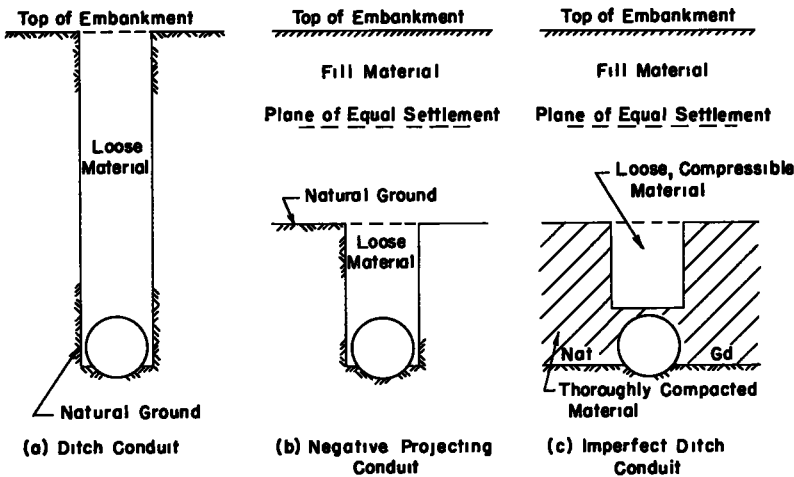 Top of Embankment
Loose
Material
Natural Ground
(a) Ditch Conduit
Top of Embankment
Fill Material
Plane of Equal Settlement
Natural Ground
Loose
Material
(b) Negative Projecting
Conduit
Top of Embankment
Fill Material
Plane of Equal Settlement
Loose, Compressible
Material
Nat Gd
Thoroughly Compacted
Material
(c) Imperfect Ditch
Conduit